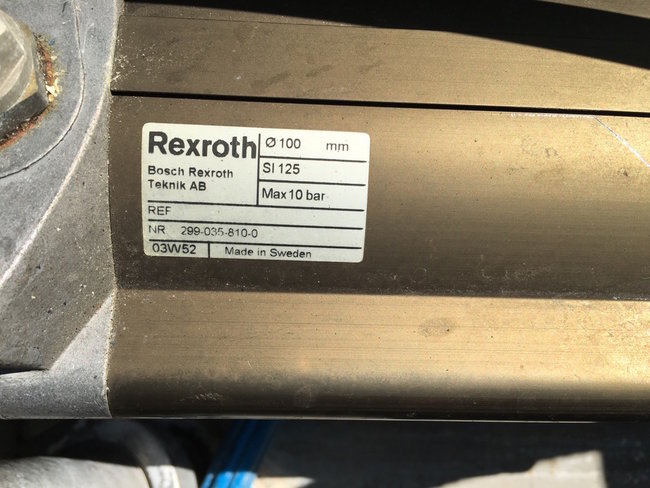 Rexroth
Bosch Rexroth
Teknik AB
Ø 100 mm
SI 125
Max 10 bar
REF
NR 299-035-810-0
03W52 Made in Sweden